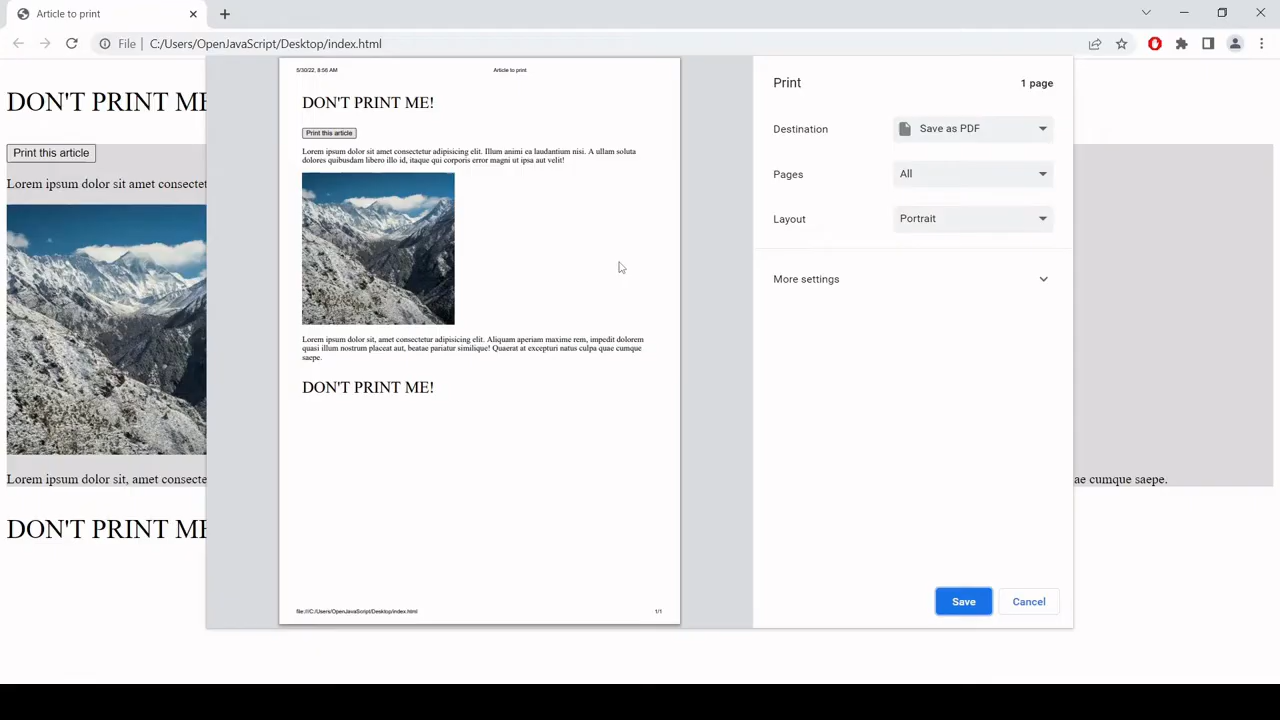 Article to print
File
C:/Users/OpenJavaScript/Desktop/index.html
DON'T PRINT ME
Print this article
Lorem ipsum dolor sit amet consectet
Lorem ipsum dolor sit, amet consecte
ae cumque saepe.
DON'T PRINT ME
5/30/22, 8:56 AM
Article to print
DON'T PRINT ME!
Print this article
Lorem ipsum dolor sit amet consectetur adipisicing elit. Illum animi ea laudantium nisi. A ullam soluta
dolores quibusdam libero illo id, itaque qui corporis error magni ut ipsa aut velit!
Lorem ipsum dolor sit, amet consectetur adipisicing elit. Aliquam aperiam maxime rem, impedit dolorem
quasi illum nostrum placeat aut, beatae pariatur similique! Quaerat at excepturi natus culpa quae cumque
saepe.
DON'T PRINT ME!
file:///C:/Users/OpenJavaScript/Desktop/index.html
1/1
Print
1 page
Destination
Save as PDF
Pages
All
Layout
Portrait
More settings
Save
Cancel